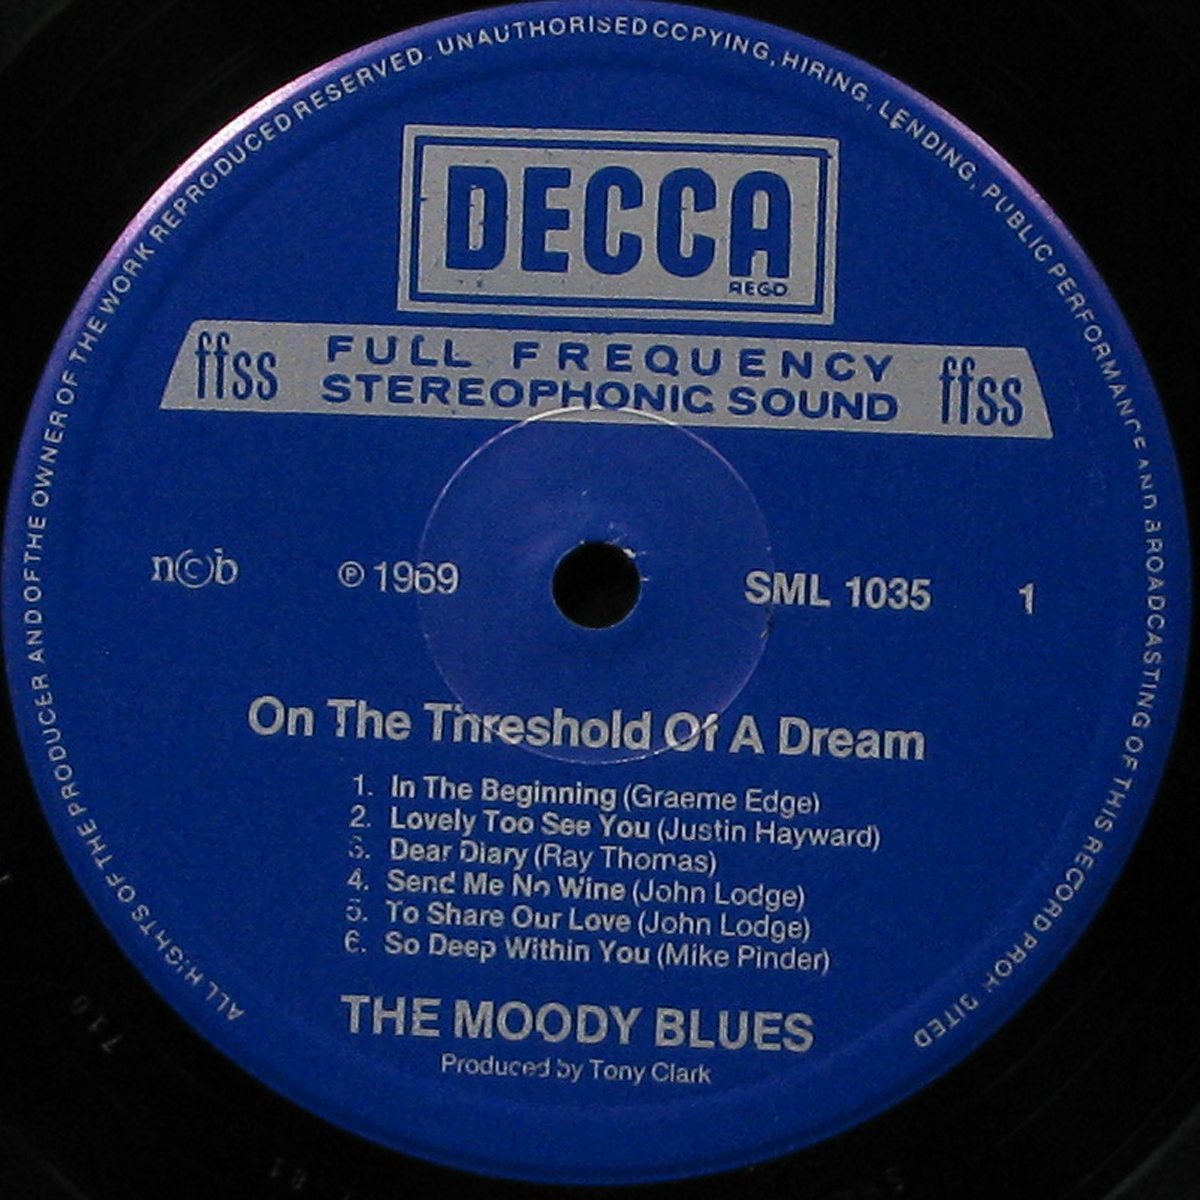 ALL RIGHTS OF THE PRODUCER AND OF THE OWNER OF THE WORK REPRODUCED RESERVED. UNAUTHORISED COPYING, HIRING, LENDING, PUBLIC PERFORMANCE AND BROADCASTING OF THIS RECORD PROHIBITED
DECCA
REGD
ffss FULL FREQUENCY ffss
STEREOPHONIC SOUND
n©b ℗ 1969 SML 1035 1
On The Threshold Of A Dream
1. In The Beginning (Graeme Edge)
2. Lovely Too See You (Justin Hayward)
3. Dear Diary (Ray Thomas)
4. Send Me No Wine (John Lodge)
5. To Share Our Love (John Lodge)
6. So Deep Within You (Mike Pinder)
THE MOODY BLUES
Produced by Tony Clark